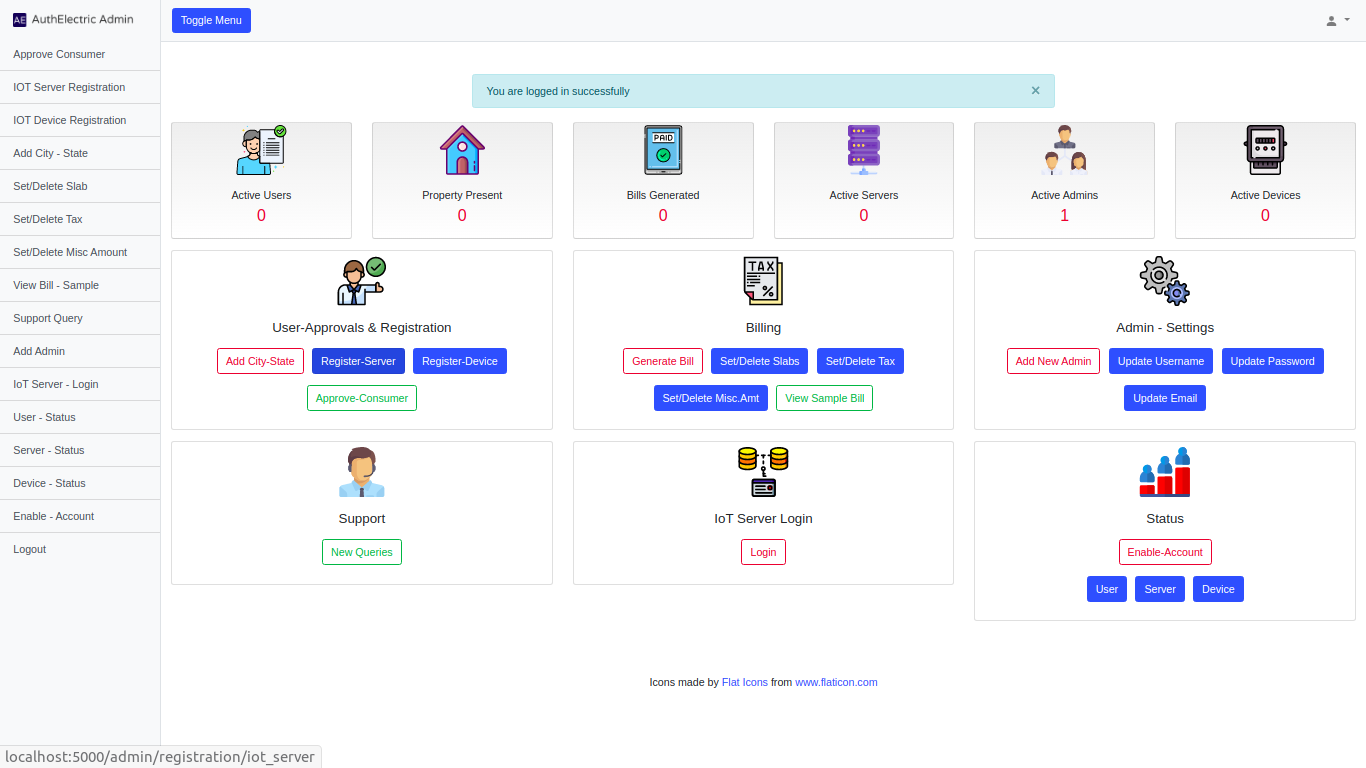 AE AuthElectric Admin
Toggle Menu
Approve Consumer
IOT Server Registration
IOT Device Registration
Add City - State
Set/Delete Slab
Set/Delete Tax
Set/Delete Misc Amount
View Bill - Sample
Support Query
Add Admin
IoT Server - Login
User - Status
Server - Status
Device - Status
Enable - Account
Logout
You are logged in successfully ×
PAID
Active Users
0
Property Present
0
Bills Generated
0
Active Servers
0
Active Admins
1
Active Devices
0
User-Approvals & Registration
Add City-State Register-Server Register-Device
Approve-Consumer
TAX
%
Billing
Generate Bill Set/Delete Slabs Set/Delete Tax
Set/Delete Misc.Amt View Sample Bill
Admin - Settings
Add New Admin Update Username Update Password
Update Email
Support
New Queries
IoT Server Login
Login
Status
Enable-Account
User Server Device
Icons made by Flat Icons from www.flaticon.com
localhost:5000/admin/registration/iot_server